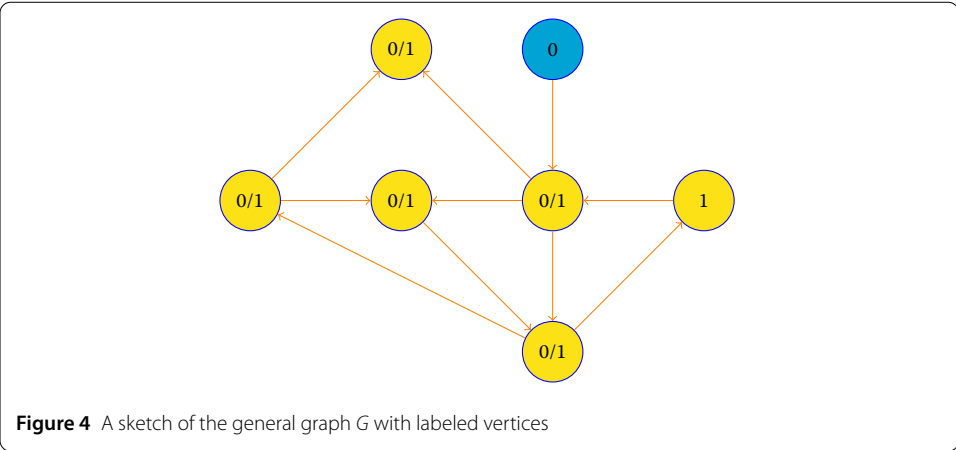 0/1 0
0/1 0/1 0/1 1
0/1
Figure 4 A sketch of the general graph G with labeled vertices